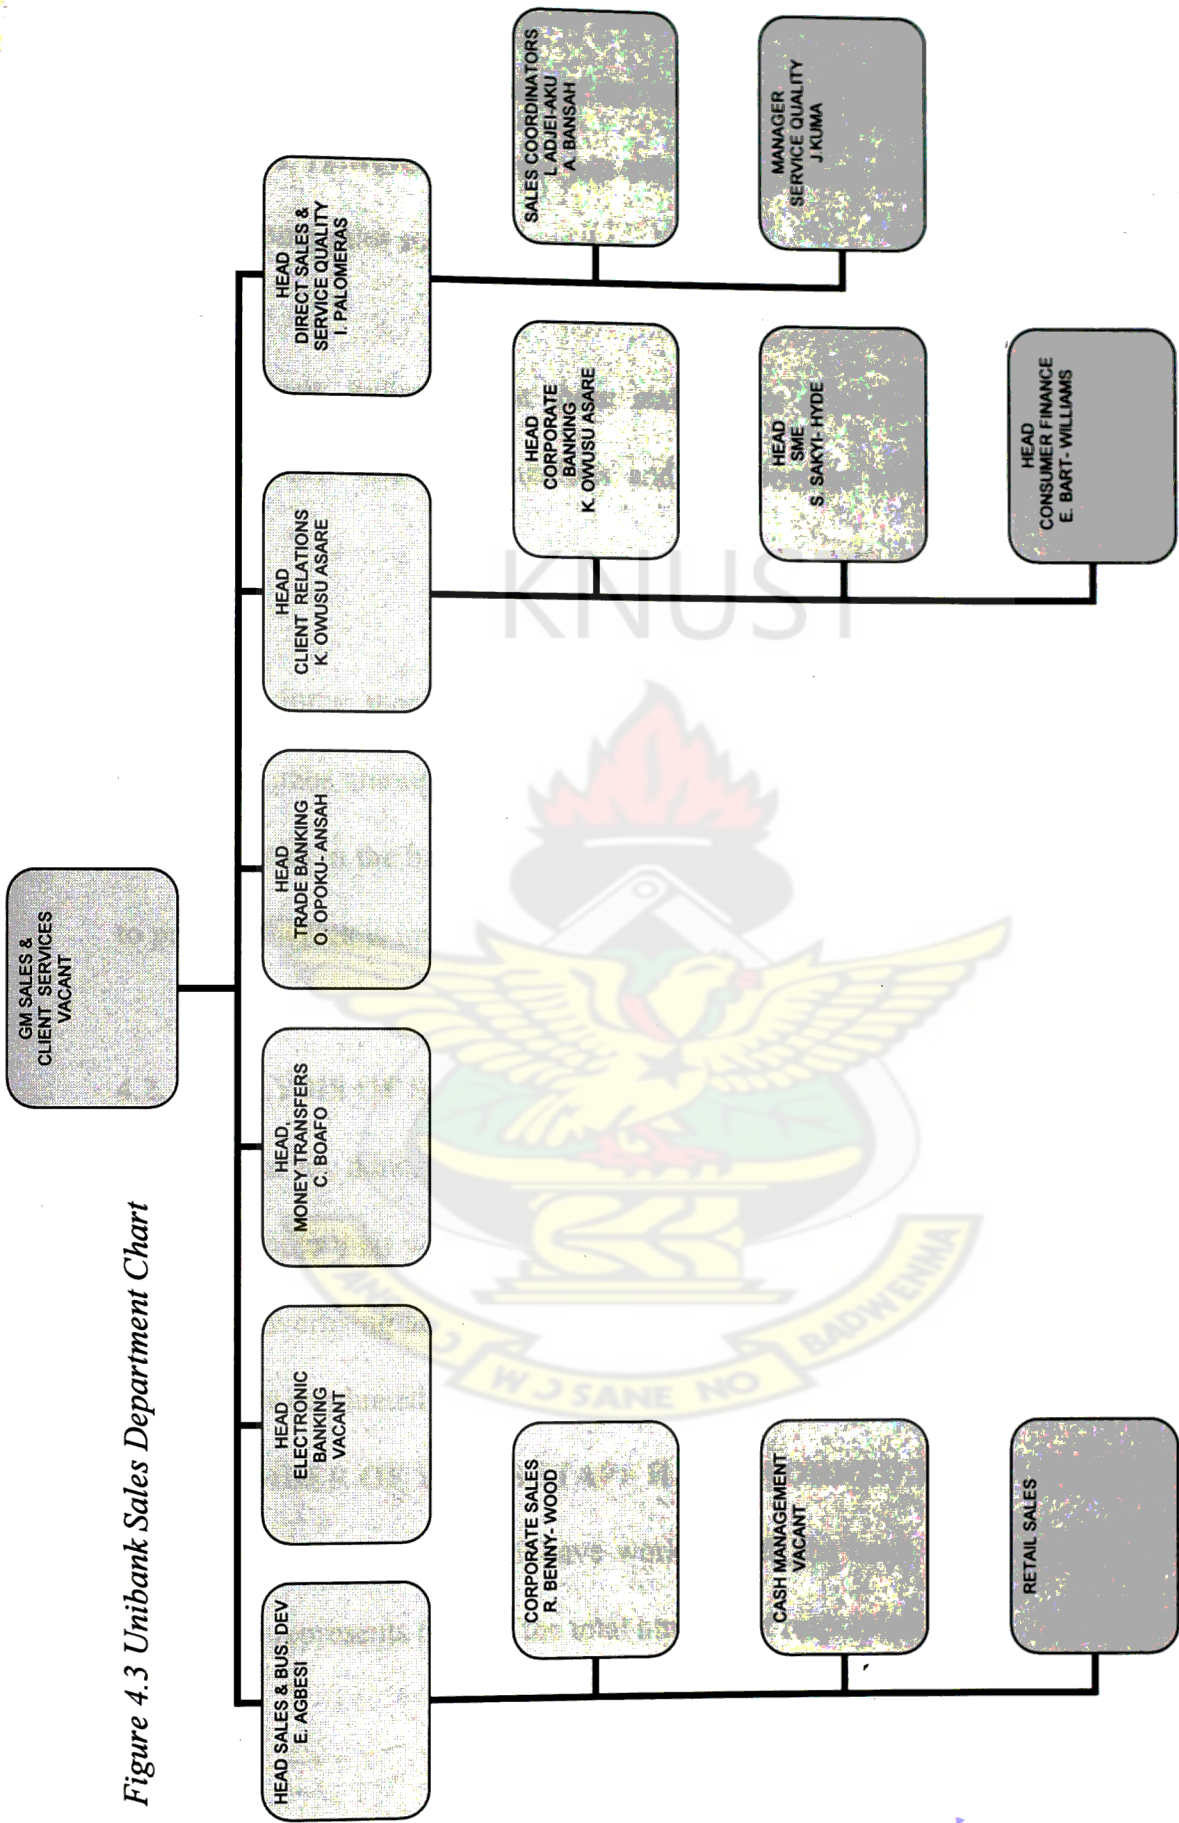 Figure 4.3 Unibank Sales Department Chart
GM SALES &
CLIENT SERVICES
VACANT
HEAD SALES & BUS. DEV
E. AGBESI
HEAD
ELECTRONIC
BANKING
VACANT
HEAD,
MONEY TRANSFERS
C. BOAFO
HEAD
TRADE BANKING
O. OPOKU- ANSAH
HEAD
CLIENT RELATIONS
K. OWUSU ASARE
HEAD
DIRECT SALES &
SERVICE QUALITY
I. PALOMERAS
CORPORATE SALES
R. BENNY- WOOD
CASH MANAGEMENT
VACANT
RETAIL SALES
HEAD
CORPORATE
BANKING
K. OWUSU ASARE
HEAD
SME
S. SAKYI- HYDE
HEAD
CONSUMER FINANCE
E. BART- WILLIAMS
SALES COORDINATORS
L ADJEI-AKU
A. BANSAH
MANAGER
SERVICE QUALITY
J.KUMA
KNUST
W Ɔ SANE NO
BADWENMA